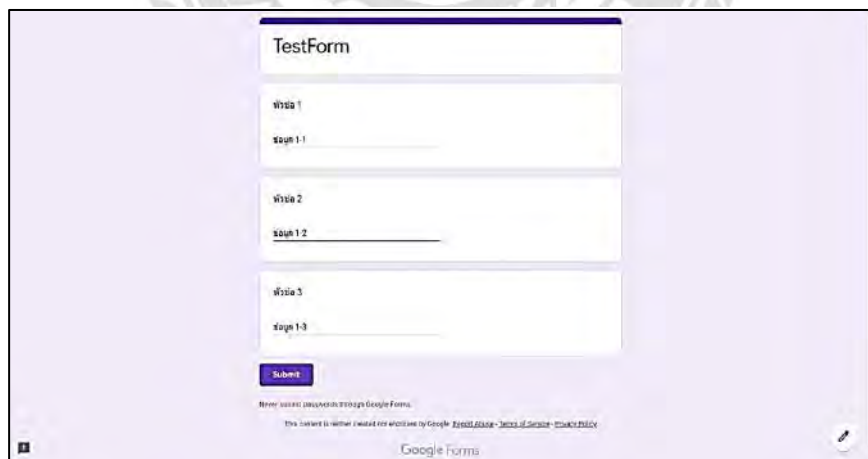 TestForm
หัวข้อ 1
ข้อมูล 1-1
หัวข้อ 2
ข้อมูล 1-2
หัวข้อ 3
ข้อมูล 1-3
Submit
Never submit passwords through Google Forms.
This content is neither created nor endorsed by Google. Report Abuse - Terms of Service - Privacy Policy
Google Forms